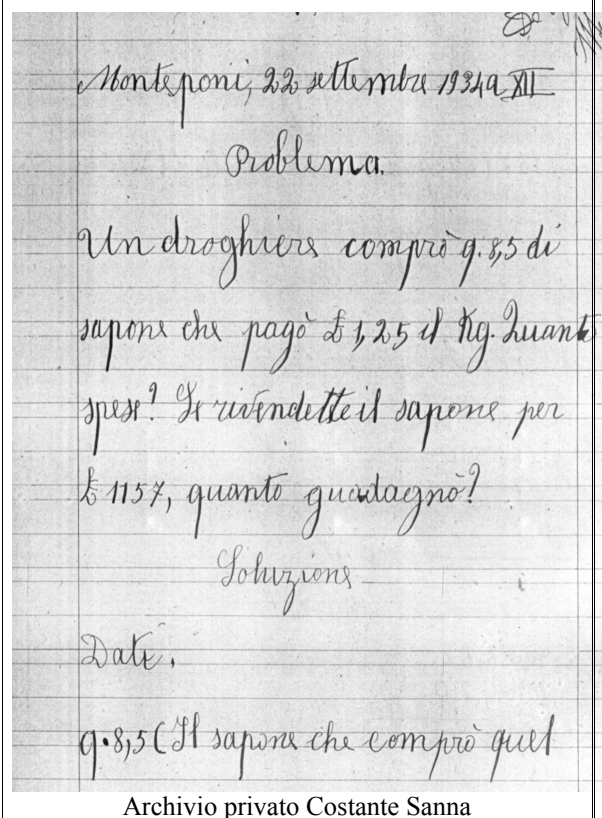 Monteponi, 22 settembre 1934 a XII
Problema.
Un droghiere comprò q. 8,5 di
sapone che pagò £ 1,25 il Kg. Quant
spese? Se rivendette il sapone per
£ 1157, quanto guadagnò?
Soluzione
Dati.
q. 8,5 (Il sapone che comprò quel
Archivio privato Costante Sanna